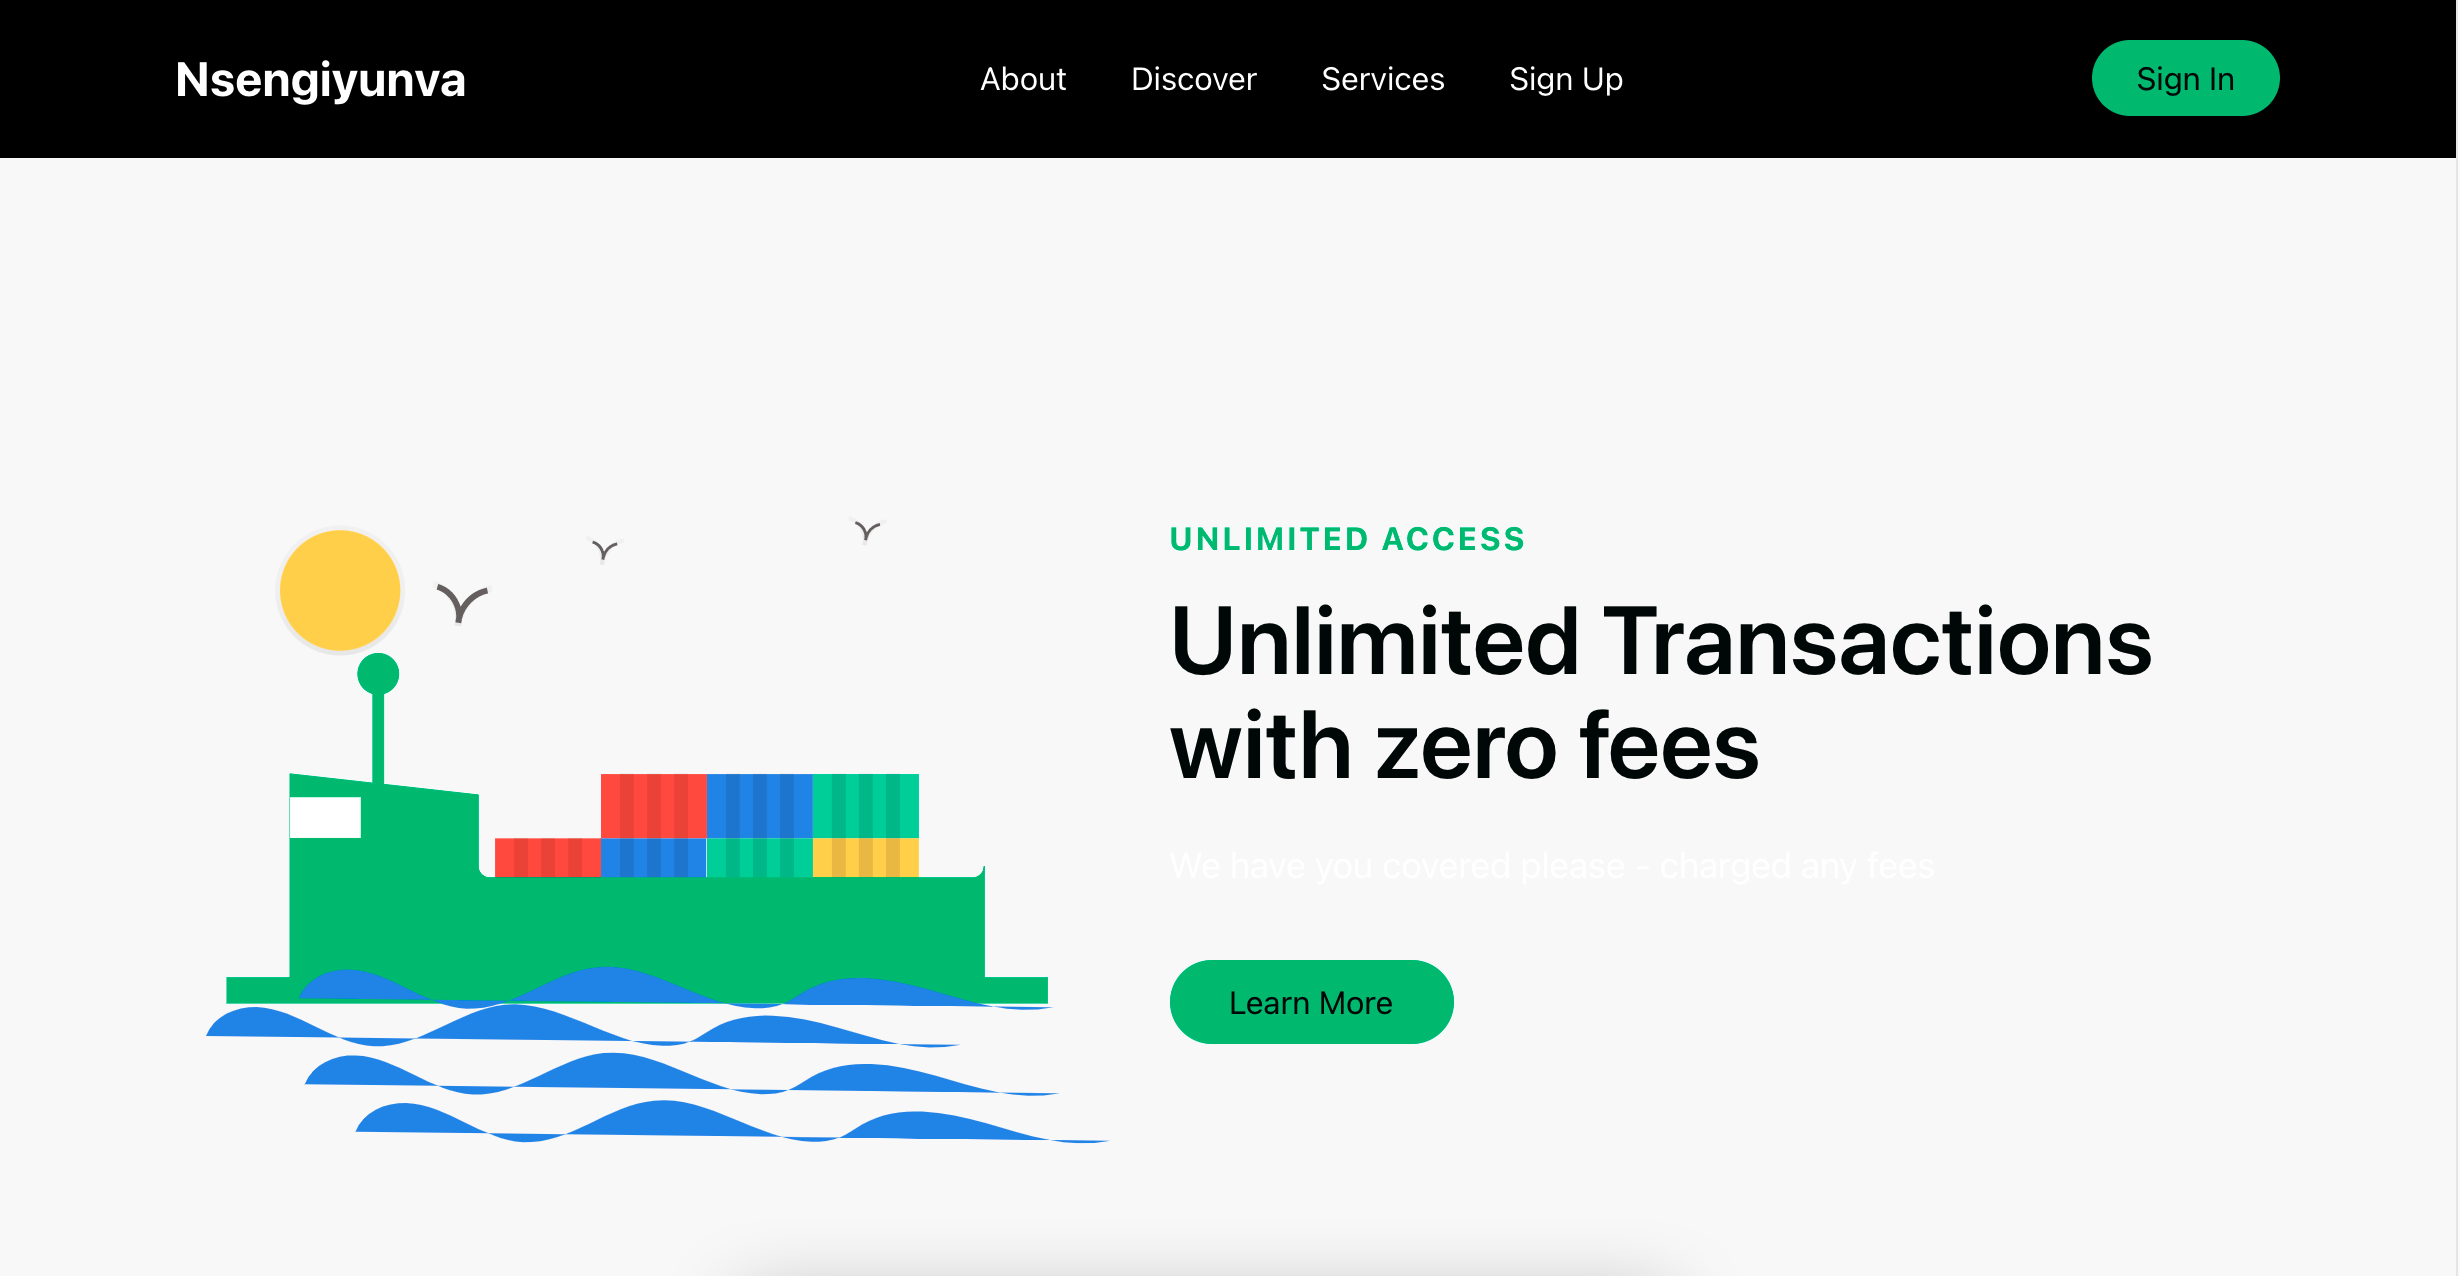 Nsengiyunva
About
Discover
Services
Sign Up
Sign In
UNLIMITED ACCESS
Unlimited Transactions
with zero fees
We have you covered please - charged any fees
Learn More